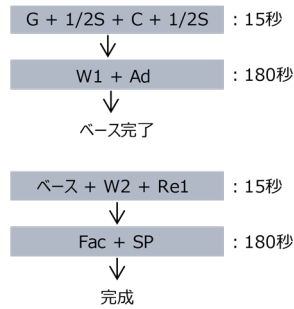 G + 1/2S + C + 1/2S :15秒
W1 + Ad :180秒
ベース完了
ベース + W2 + Re1 :15秒
Fac + SP :180秒
完成